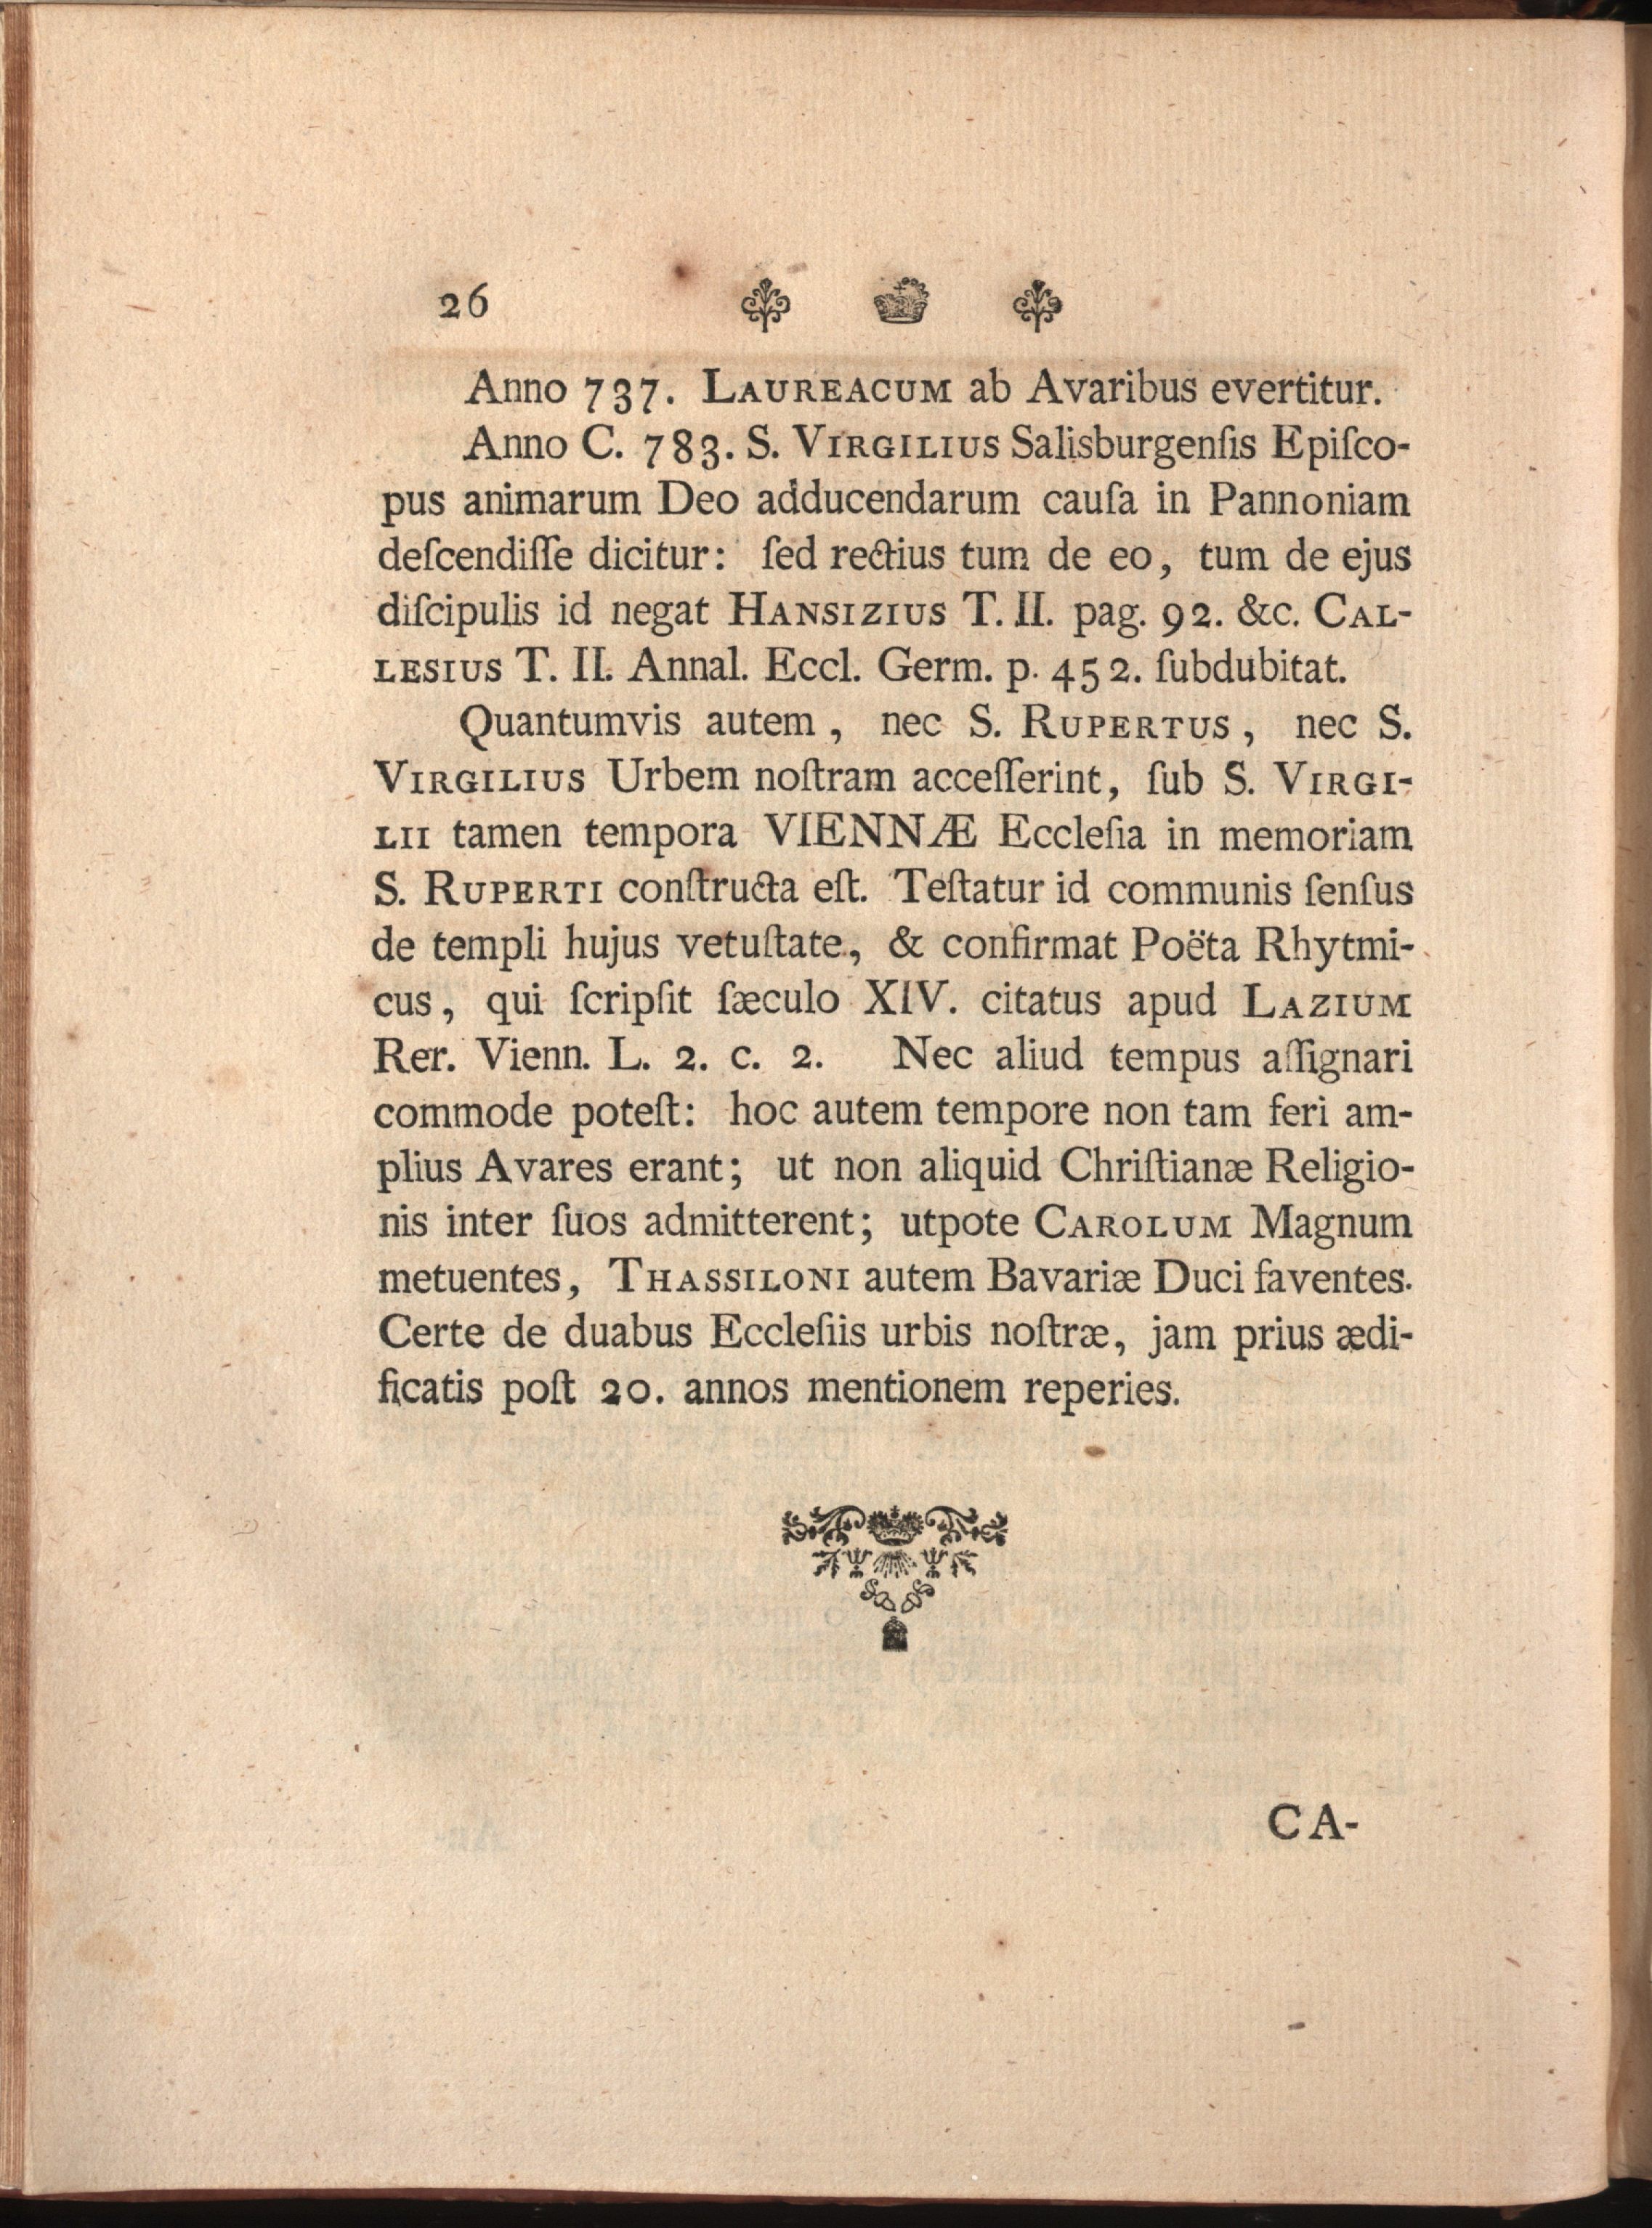 26
Anno 737. LAUREACUM ab Avaribus evertitur.
Anno C. 783. S. VIRGILIUS Salisburgenſis Epiſco-
pus animarum Deo adducendarum cauſa in Pannoniam
deſcendiſſe dicitur: ſed rectius tum de eo, tum de ejus
diſcipulis id negat HANSIZIUS T. II. pag. 92. &c. CAL-
LESIUS T. II. Annal. Eccl. Germ. p. 452. ſubdubitat.
Quantumvis autem, nec S. RUPERTUS, nec S.
VIRGILIUS Urbem noſtram acceſſerint, ſub S. VIRGI-
LII tamen tempora VIENNÆ Eccleſia in memoriam
S. RUPERTI conſtructa eſt. Teſtatur id communis ſenſus
de templi hujus vetuſtate, & confirmat Poëta Rhytmi-
cus, qui ſcripſit ſæculo XIV. citatus apud LAZIUM
Rer. Vienn. L. 2. c. 2. Nec aliud tempus aſſignari
commode poteſt: hoc autem tempore non tam feri am-
plius Avares erant; ut non aliquid Chriſtianæ Religio-
nis inter ſuos admitterent; utpote CAROLUM Magnum
metuentes, THASSILONI autem Bavariæ Duci faventes.
Certe de duabus Eccleſiis urbis noſtræ, jam prius ædi-
ficatis poſt 20. annos mentionem reperies.
CA-